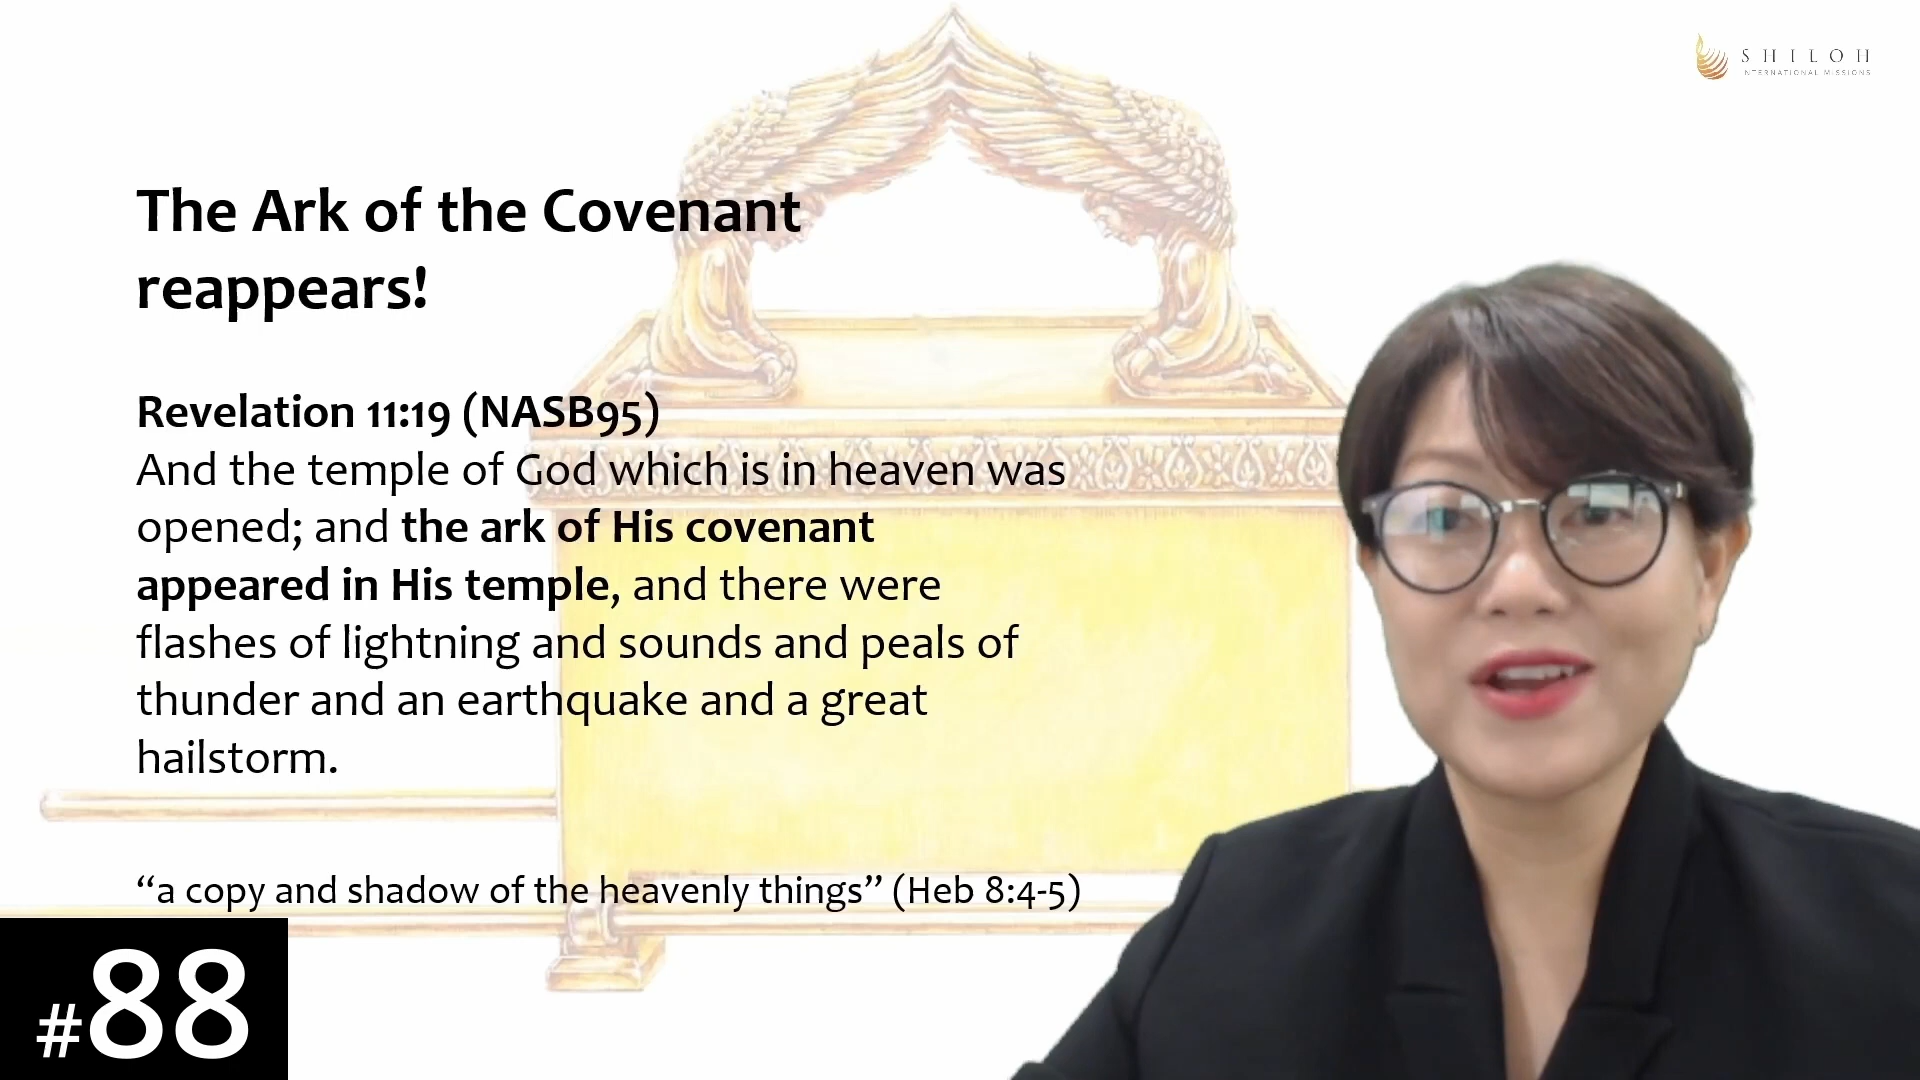 SHILOH
INTERNATIONAL MISSIONS
The Ark of the Covenant
reappears!
Revelation 11:19 (NASB95)
And the temple of God which is in heaven was
opened; and the ark of His covenant
appeared in His temple, and there were
flashes of lightning and sounds and peals of
thunder and an earthquake and a great
hailstorm.
“a copy and shadow of the heavenly things” (Heb 8:4-5)
#88